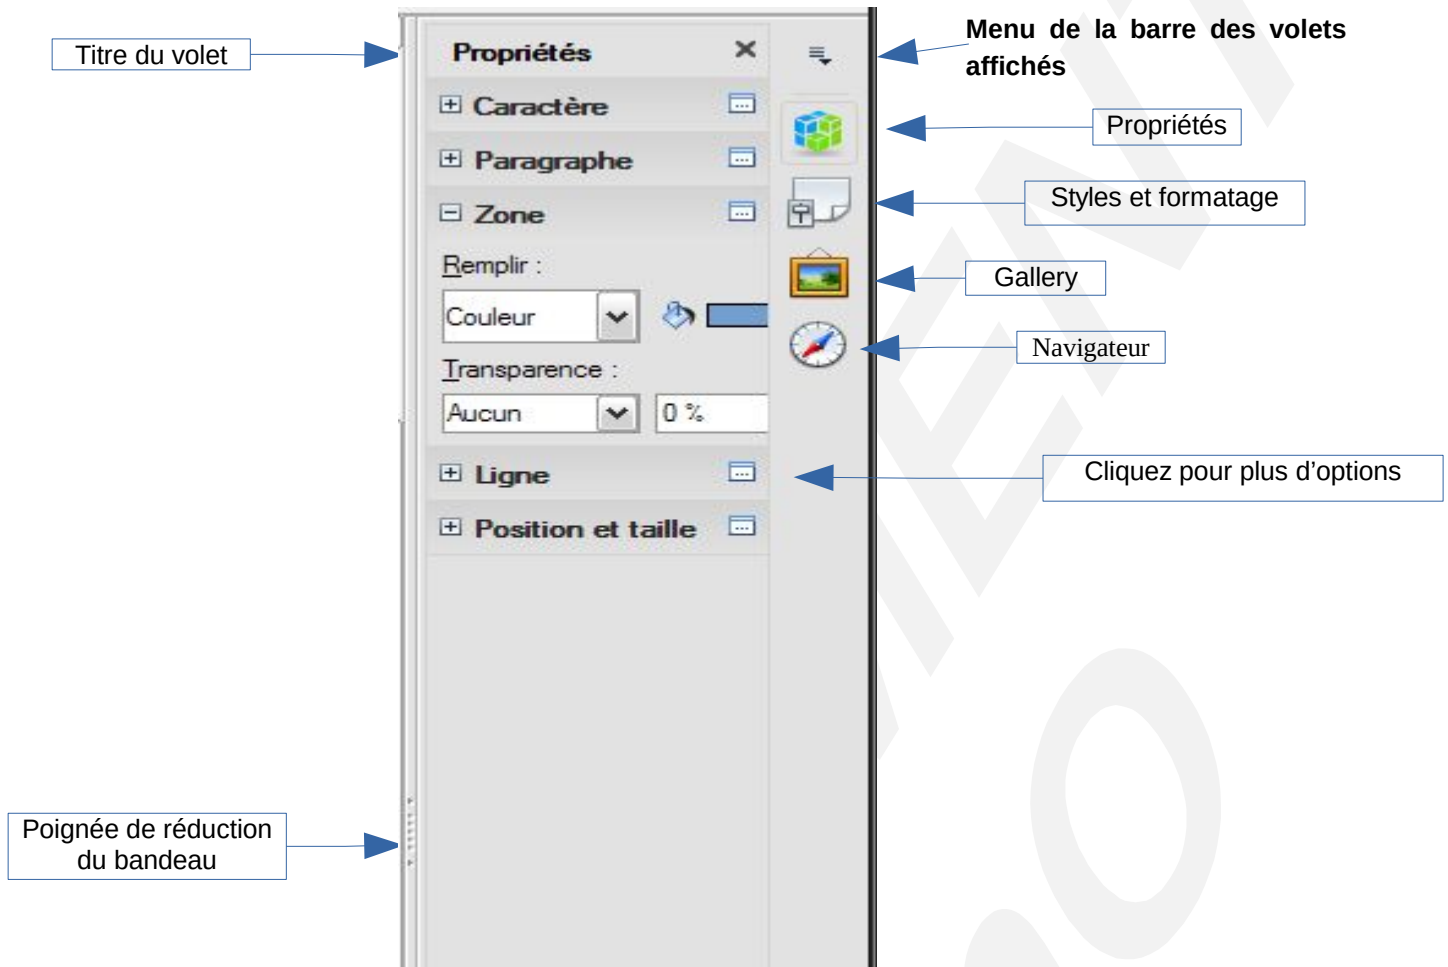 Titre du volet
Propriétés
Menu de la barre des volets
affichés
Caractère
Propriétés
Paragraphe
Styles et formatage
Zone
Remplir :
Gallery
Couleur
Navigateur
Transparence :
Aucun
0 %
Ligne
Cliquez pour plus d’options
Position et taille
Poignée de réduction
du bandeau